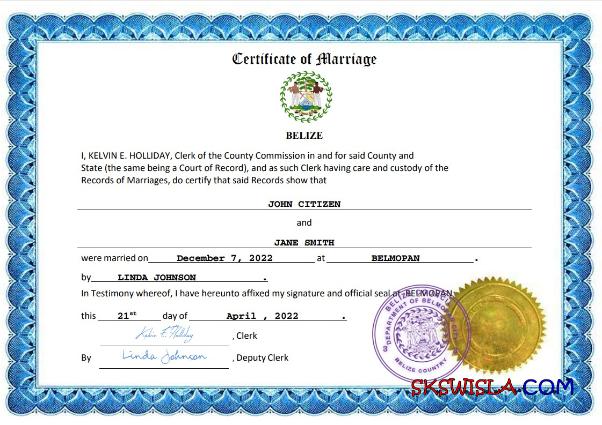 Certificate of Marriage
BELIZE
I, KELVIN E. HOLLIDAY, Clerk of the County Commission in and for said County and
State (the same being a Court of Record), and as such Clerk having care and custody of the
Records of Marriages, do certify that said Records show that
JOHN CITIZEN
and
JANE SMITH
were married on December 7, 2022 at BELMOPAN .
by LINDA JOHNSON .
In Testimony whereof, I have hereunto affixed my signature and official seal at BELMOPAN
this 21st day of April , 2022 .
Kelvin E. Holliday , Clerk
By Linda Johnson , Deputy Clerk
DEPARTMENT OF BELMOPAN
BELIZE COUNTRY
SKSWISLA.COM